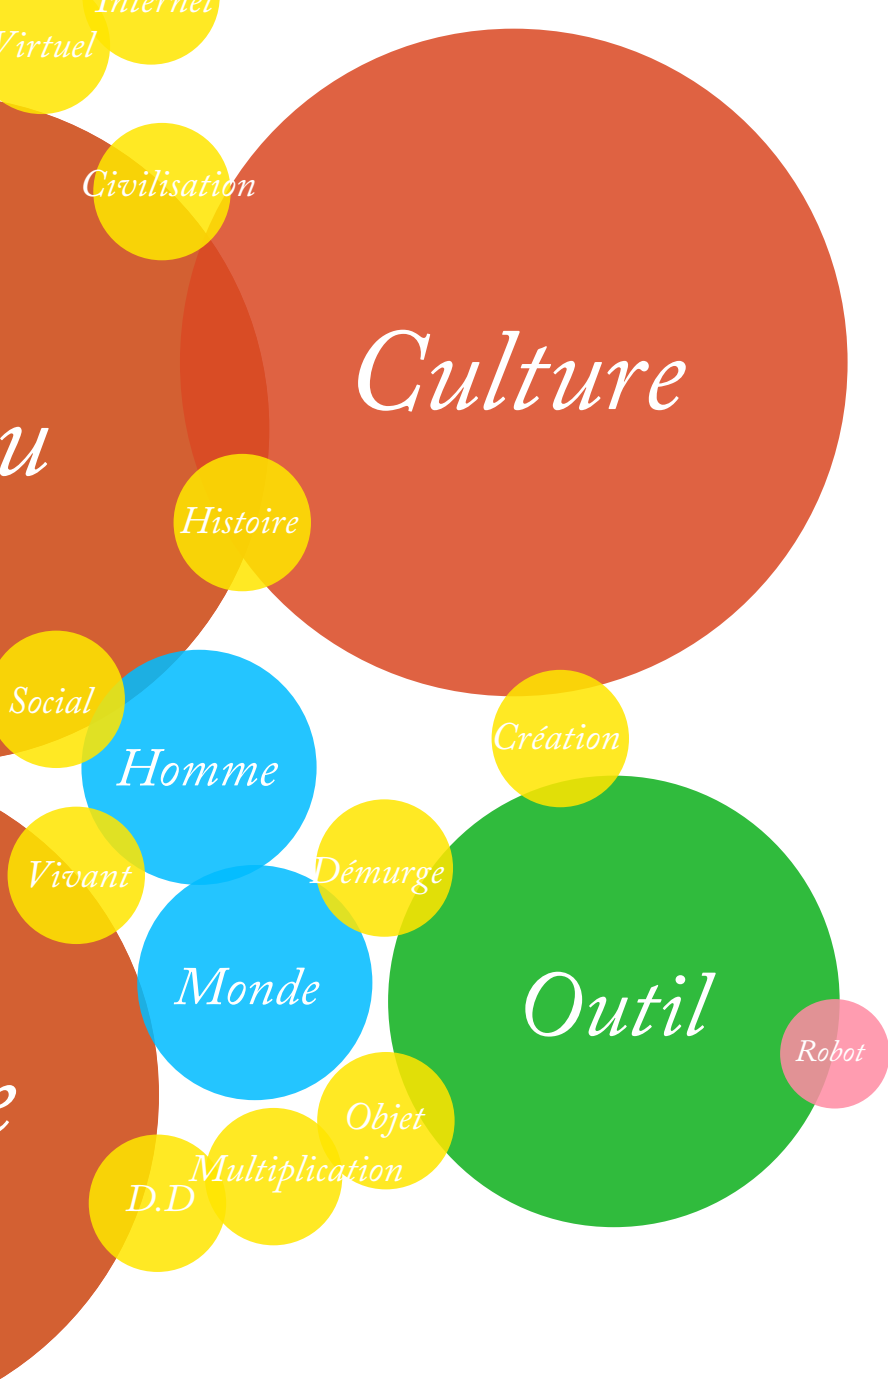 Internet
Virtuel
Civilisation
Culture
u
Histoire
Social
Création
Homme
Démurge
Vivant
Monde
Outil
Robot
e
Objet
Multiplication
D.D